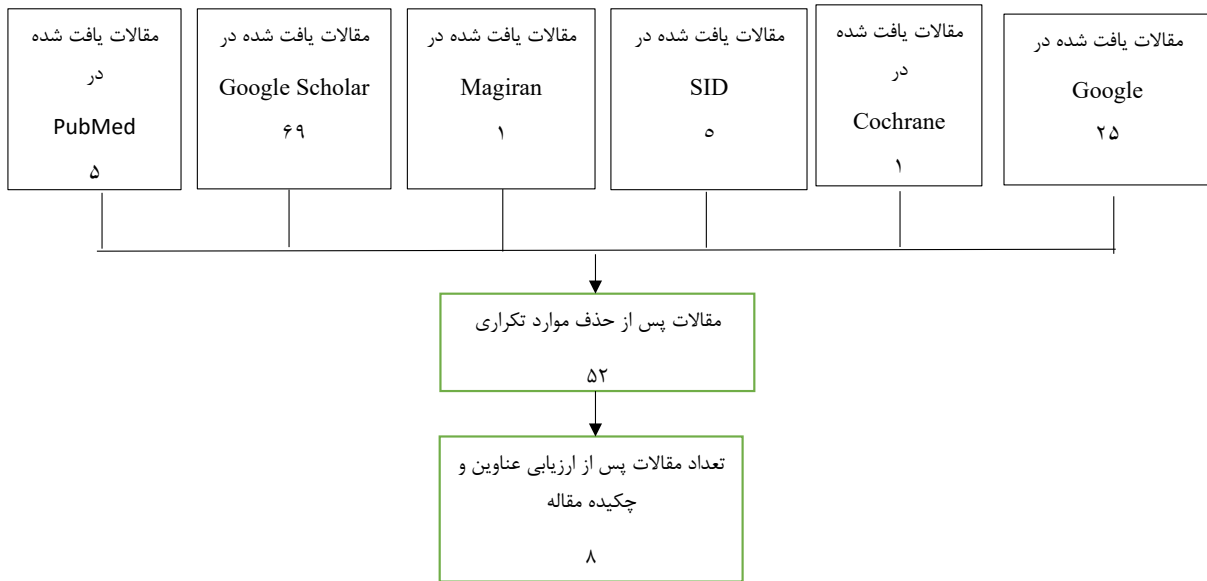 مقالات یافت شده
در
PubMed
۵
مقالات یافت شده در
Google Scholar
۶۹
مقالات یافت شده در
Magiran
۱
مقالات یافت شده در
SID
۵
مقالات یافت شده
در
Cochrane
۱
مقالات یافت شده در
Google
۲۵
مقالات پس از حذف موارد تکراری
۵۲
تعداد مقالات پس از ارزیابی عناوین و
چکیده مقاله
۸